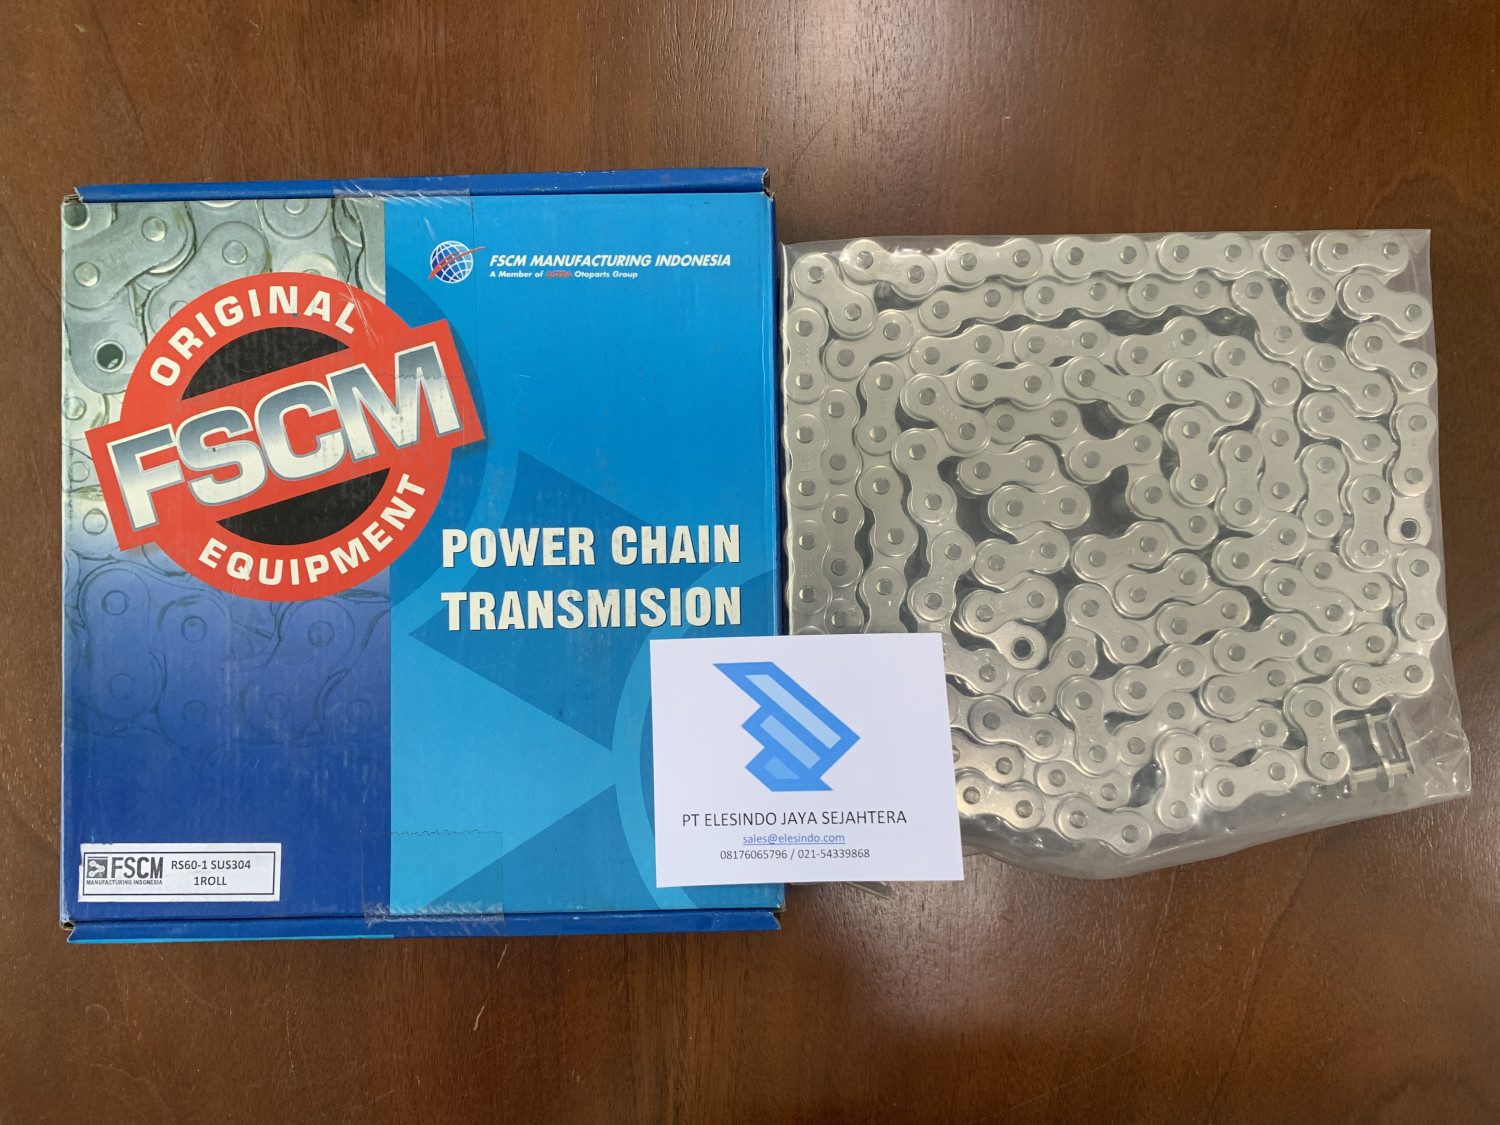 FSCM MANUFACTURING INDONESIA
A Member of ASTRA Otoparts Group
ORIGINAL
FSCM
EQUIPMENT
POWER CHAIN
TRANSMISION
FSCM
MANUFACTURING INDONESIA
RS60-1 SUS304
1ROLL
PT ELESINDO JAYA SEJAHTERA
sales@elesindo.com
08176065796 / 021-54339868